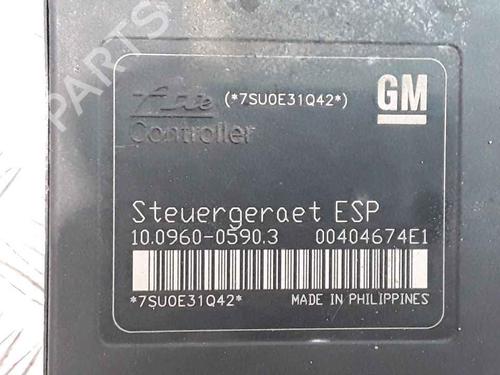 Ate (*7SU0E31Q42*) GM
Controller
Steuergeraet ESP
10.0960-0590.3 00404674E1
*7SU0E31Q42* MADE IN PHILIPPINES
PARTS